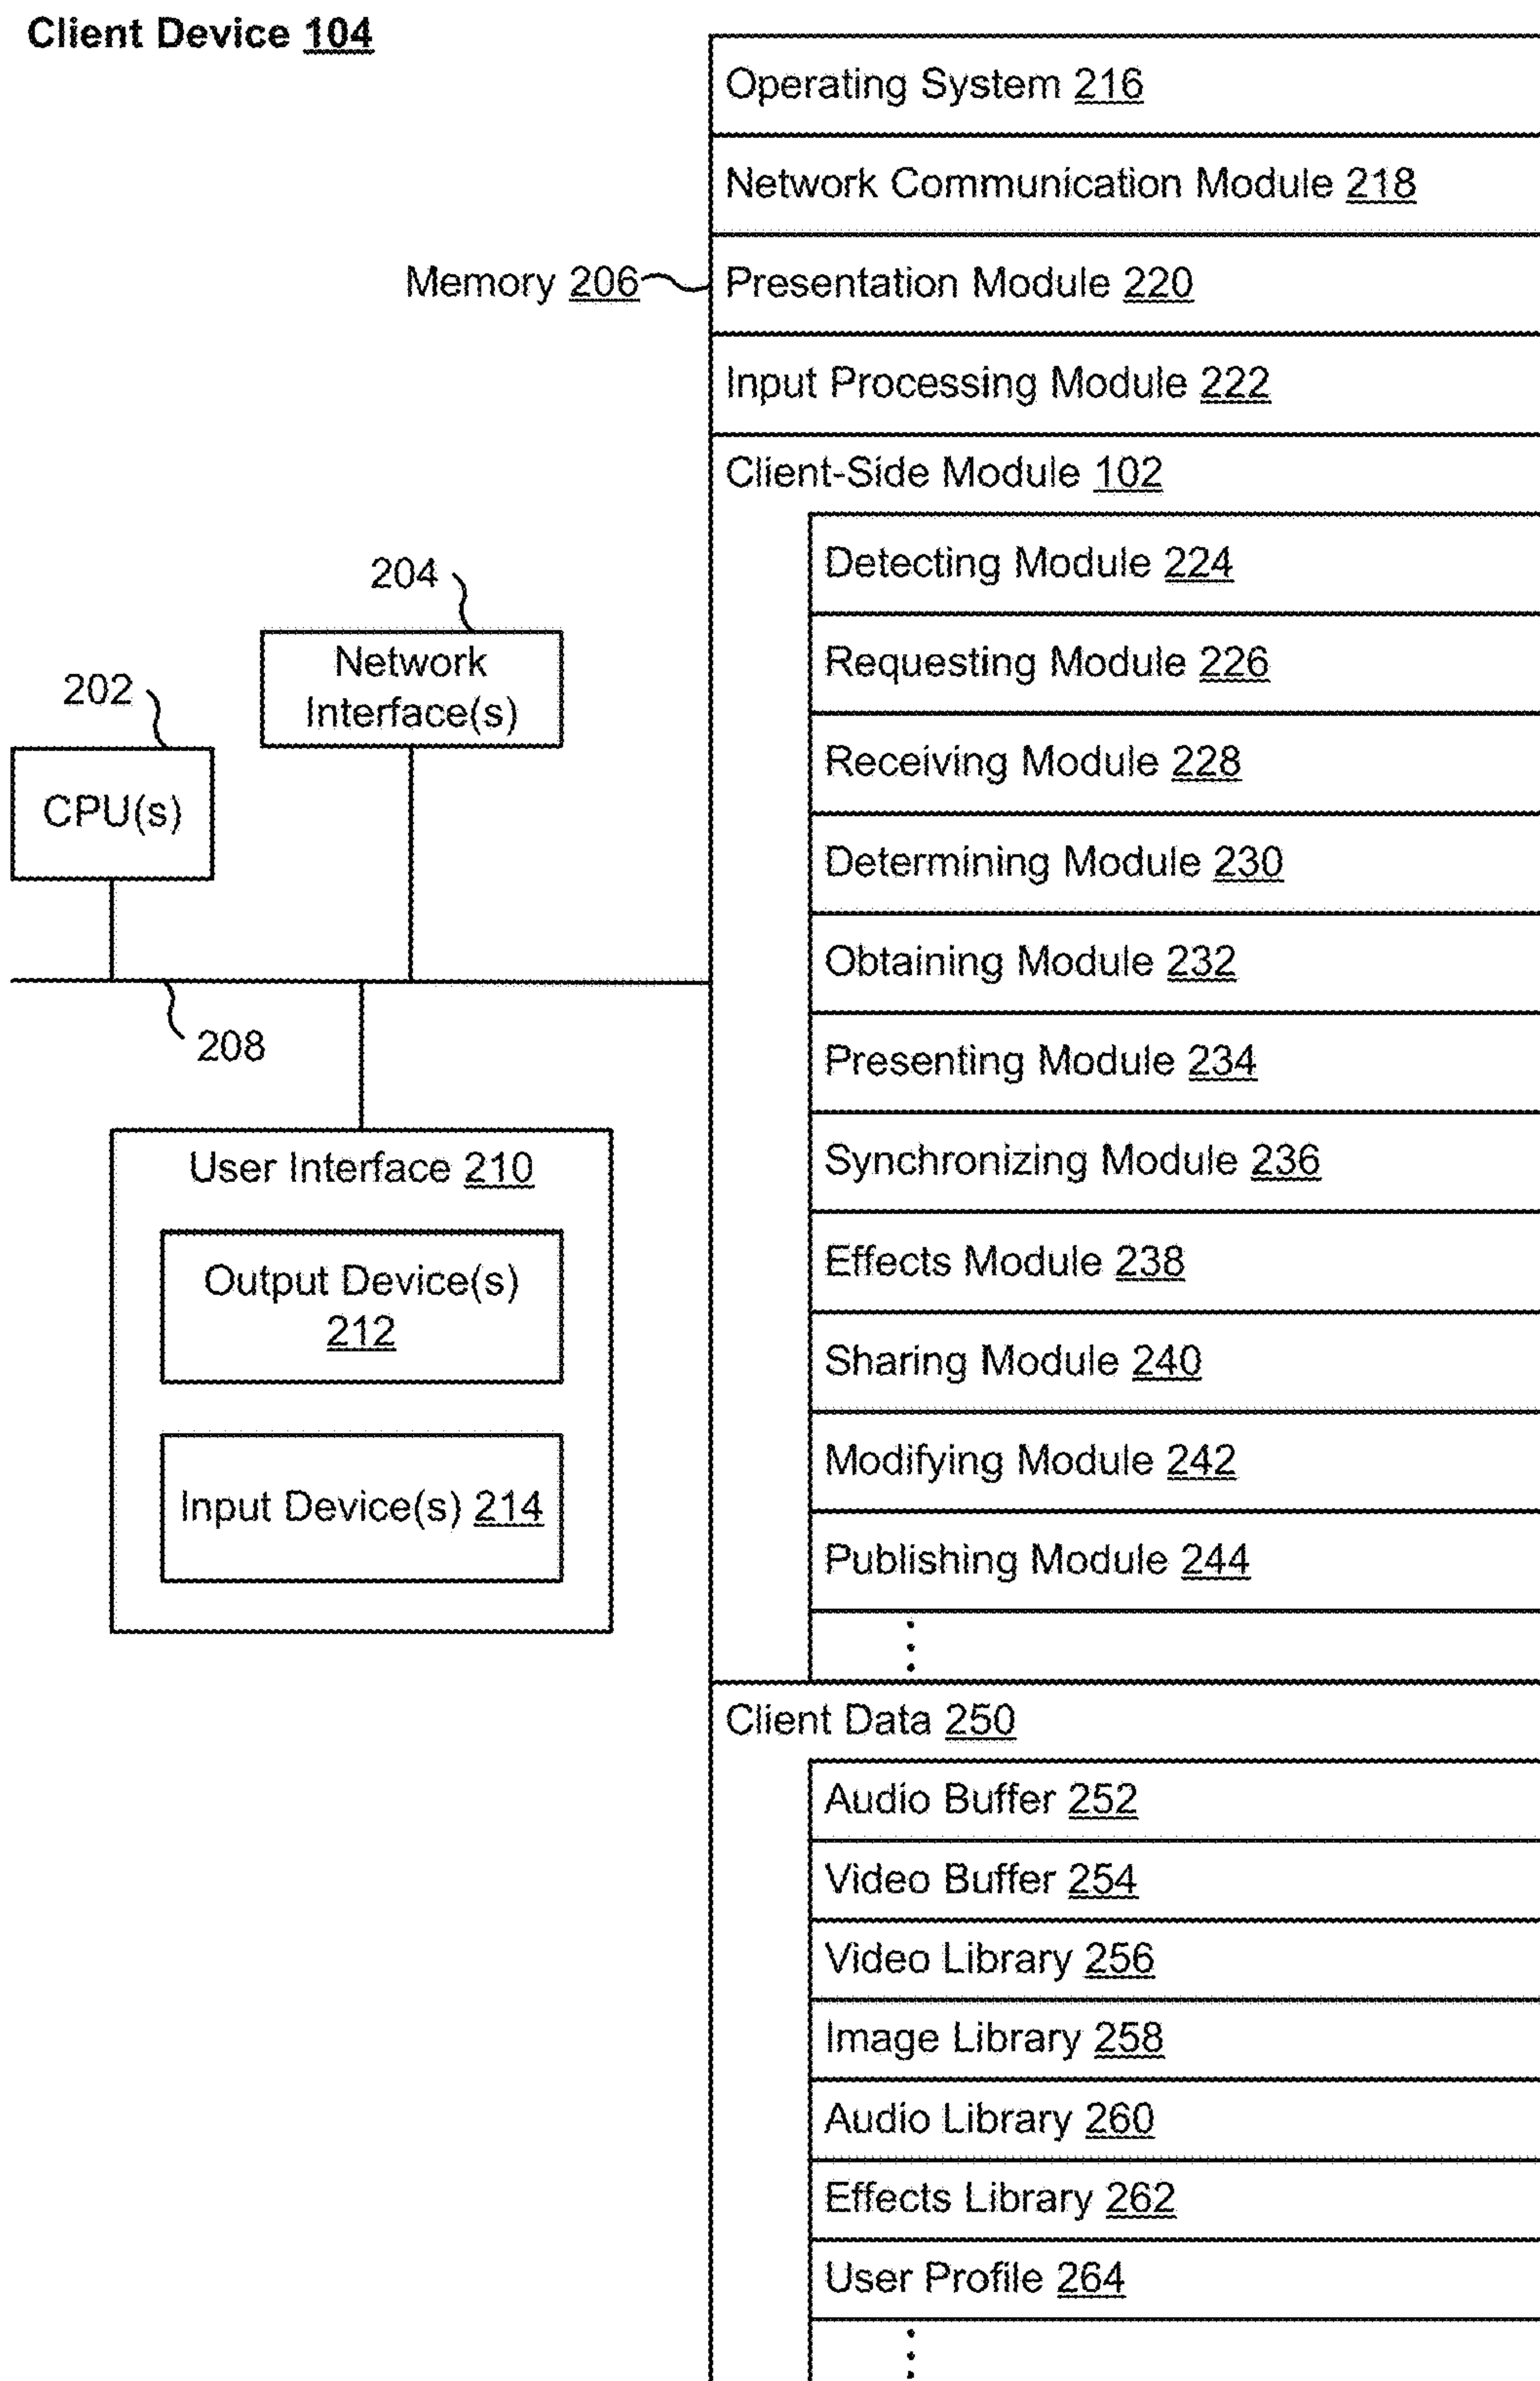 Client Device 104
Operating System 216
Network Communication Module 218
Memory 206
Presentation Module 220
Input Processing Module 222
Client-Side Module 102
Detecting Module 224
Requesting Module 226
Receiving Module 228
Determining Module 230
Obtaining Module 232
Presenting Module 234
Synchronizing Module 236
Effects Module 238
Sharing Module 240
Modifying Module 242
Publishing Module 244
204
Network
Interface(s)
202
CPU(s)
208
User Interface 210
Output Device(s)
212
Input Device(s) 214
Client Data 250
Audio Buffer 252
Video Buffer 254
Video Library 256
Image Library 258
Audio Library 260
Effects Library 262
User Profile 264